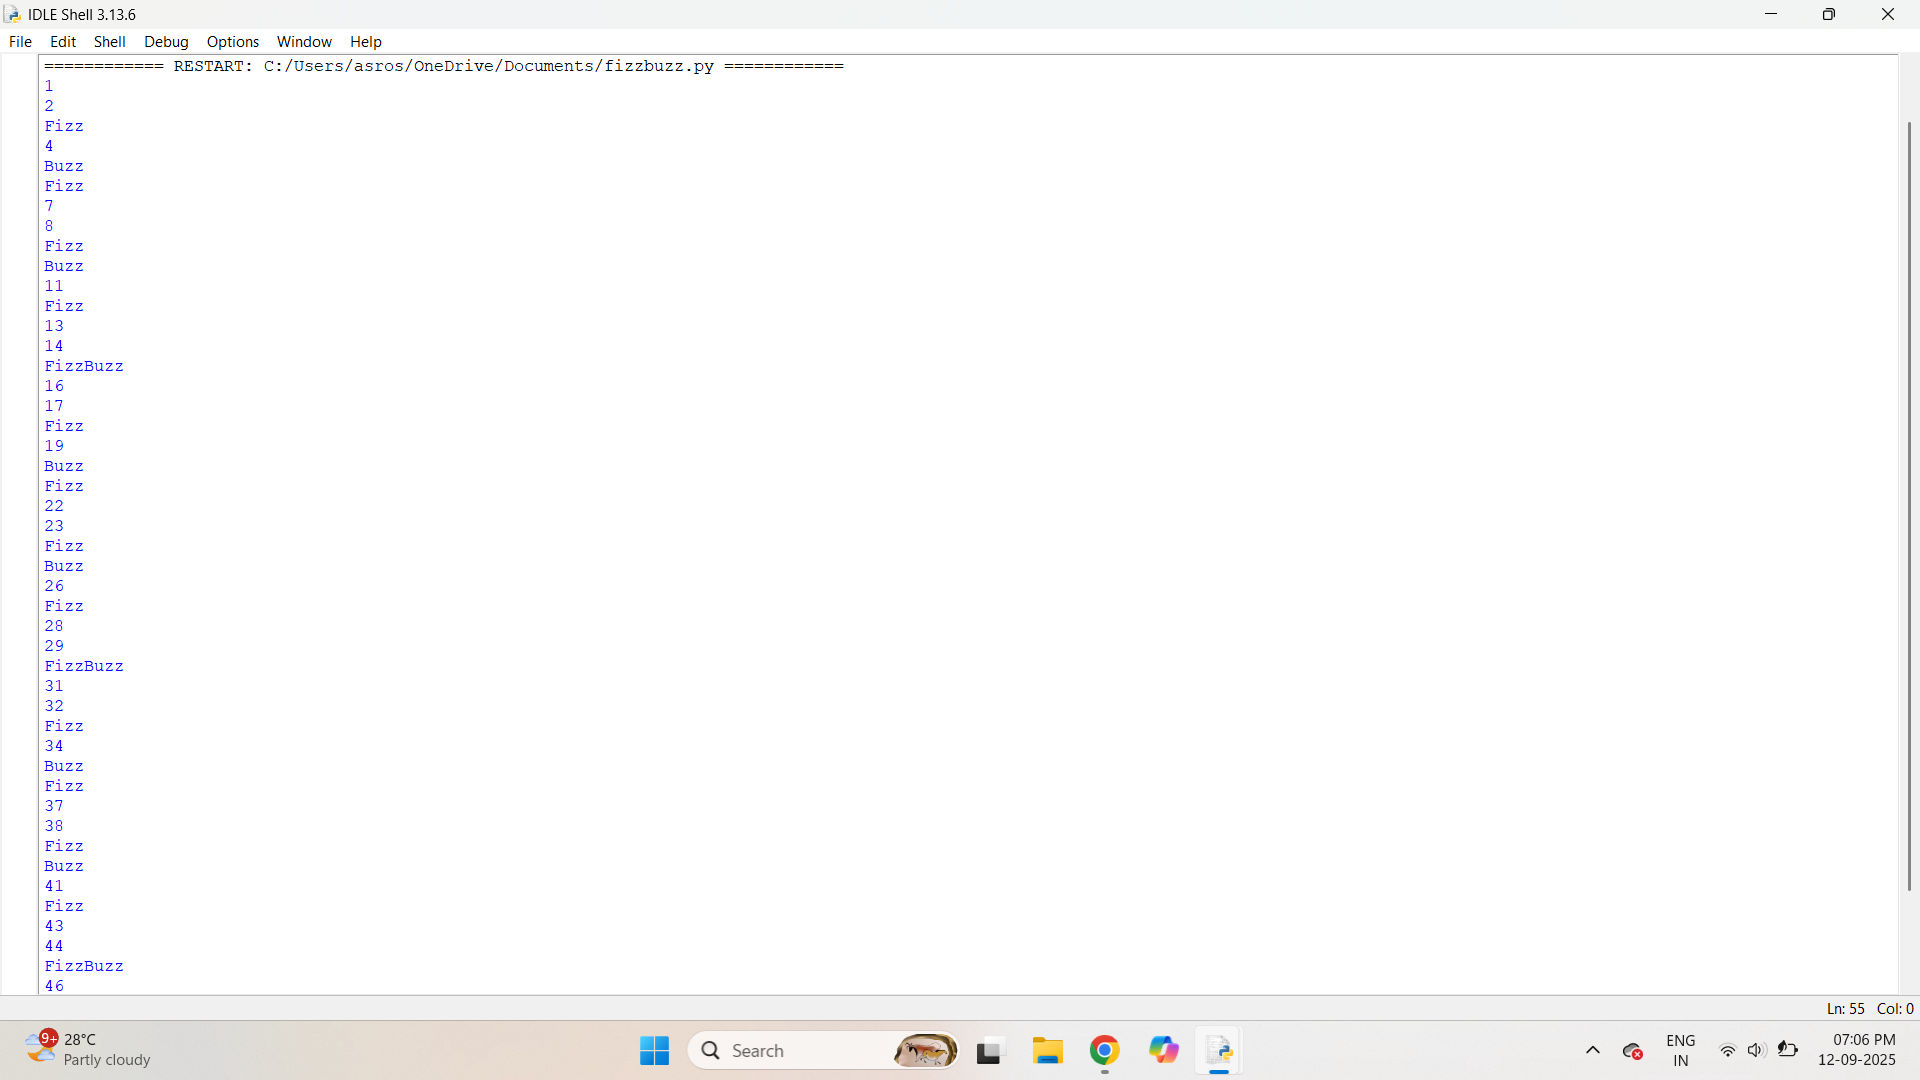 IDLE Shell 3.13.6
File Edit Shell Debug Options Window Help
============ RESTART: C:/Users/asros/OneDrive/Documents/fizzbuzz.py ============
1
2
Fizz
4
Buzz
Fizz
7
8
Fizz
Buzz
11
Fizz
13
14
FizzBuzz
16
17
Fizz
19
Buzz
Fizz
22
23
Fizz
Buzz
26
Fizz
28
29
FizzBuzz
31
32
Fizz
34
Buzz
Fizz
37
38
Fizz
Buzz
41
Fizz
43
44
FizzBuzz
46
Ln: 55 Col: 0
9+ 28°C
Partly cloudy
Search
ENG
IN
07:06 PM
12-09-2025